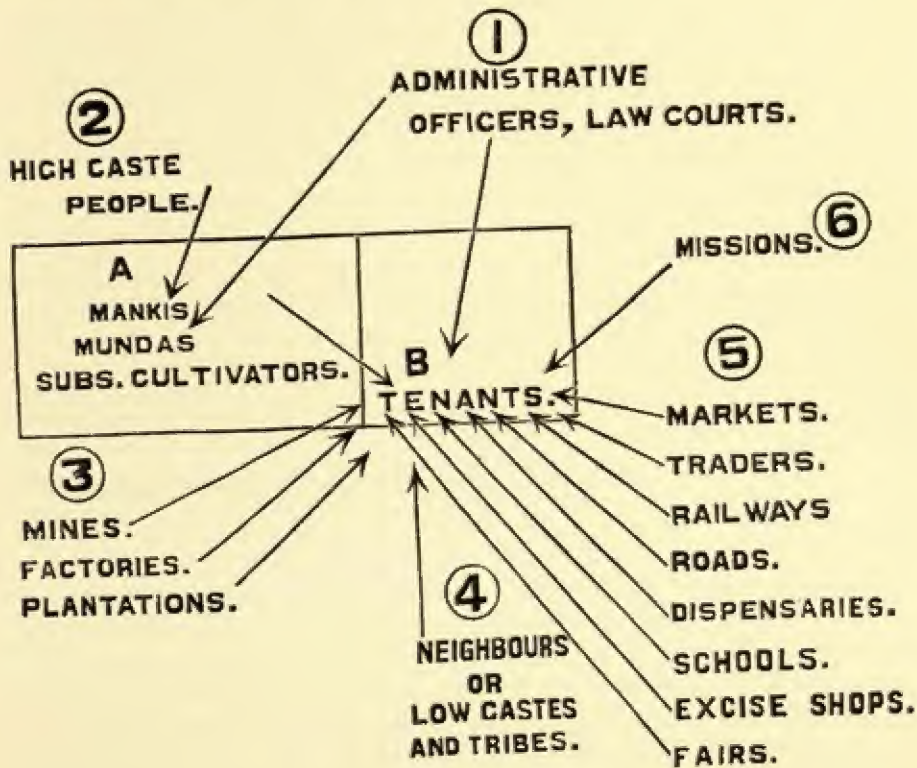 1
ADMINISTRATIVE
OFFICERS, LAW COURTS.
2
HIGH CASTE
PEOPLE.
6
MISSIONS.
A
MANKIS
MUNDAS
SUBS. CULTIVATORS.
B
TENANTS.
5
MARKETS.
TRADERS.
RAILWAYS
ROADS.
DISPENSARIES.
SCHOOLS.
EXCISE SHOPS.
FAIRS.
3
MINES.
FACTORIES.
PLANTATIONS.
4
NEIGHBOURS
OR
LOW CASTES
AND TRIBES.